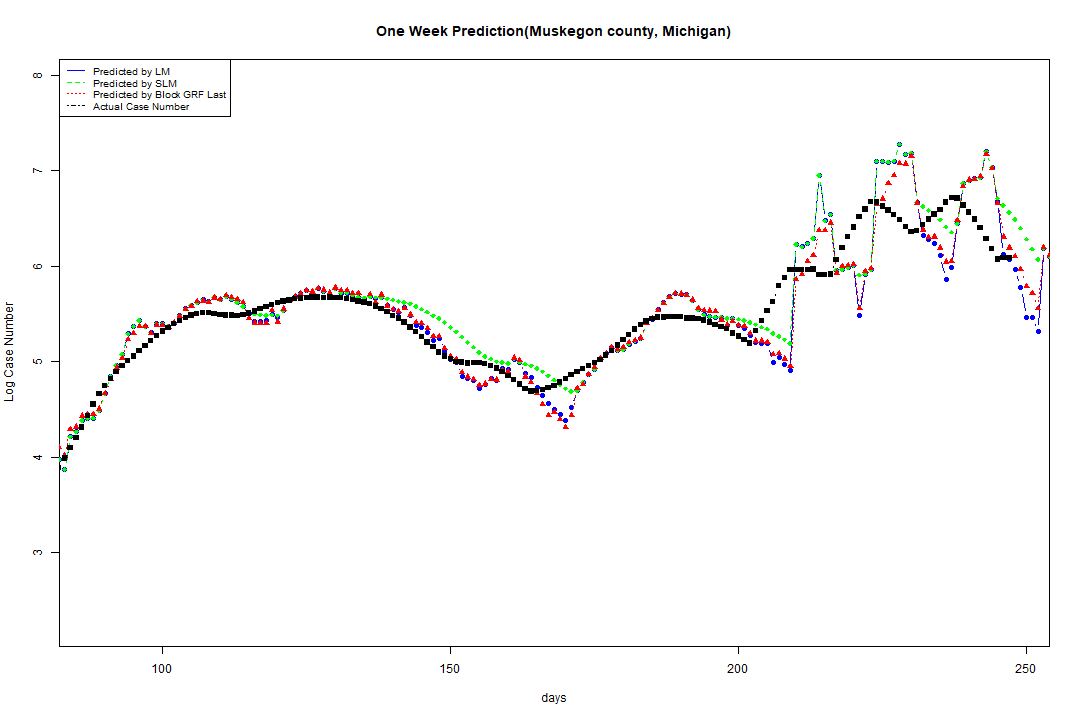 One Week Prediction(Muskegon county, Michigan)
Predicted by LM
Predicted by SLM
Predicted by Block GRF Last
Actual Case Number
8
7
6
5
4
3
Log Case Number
100 150 200 250
days